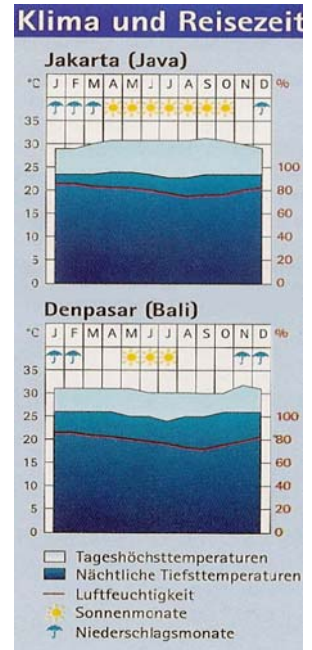 Klima und Reisezeit
Jakarta (Java)
°C J F M A M J J A S O N D %
35
30
25 100
20 80
15 60
10 40
5 20
0 0
Denpasar (Bali)
°C J F M A M J J A S O N D %
35
30
25 100
20 80
15 60
10 40
5 20
0 0
Tageshöchsttemperaturen
Nächtliche Tiefsttemperaturen
Luftfeuchtigkeit
Sonnenmonate
Niederschlagsmonate